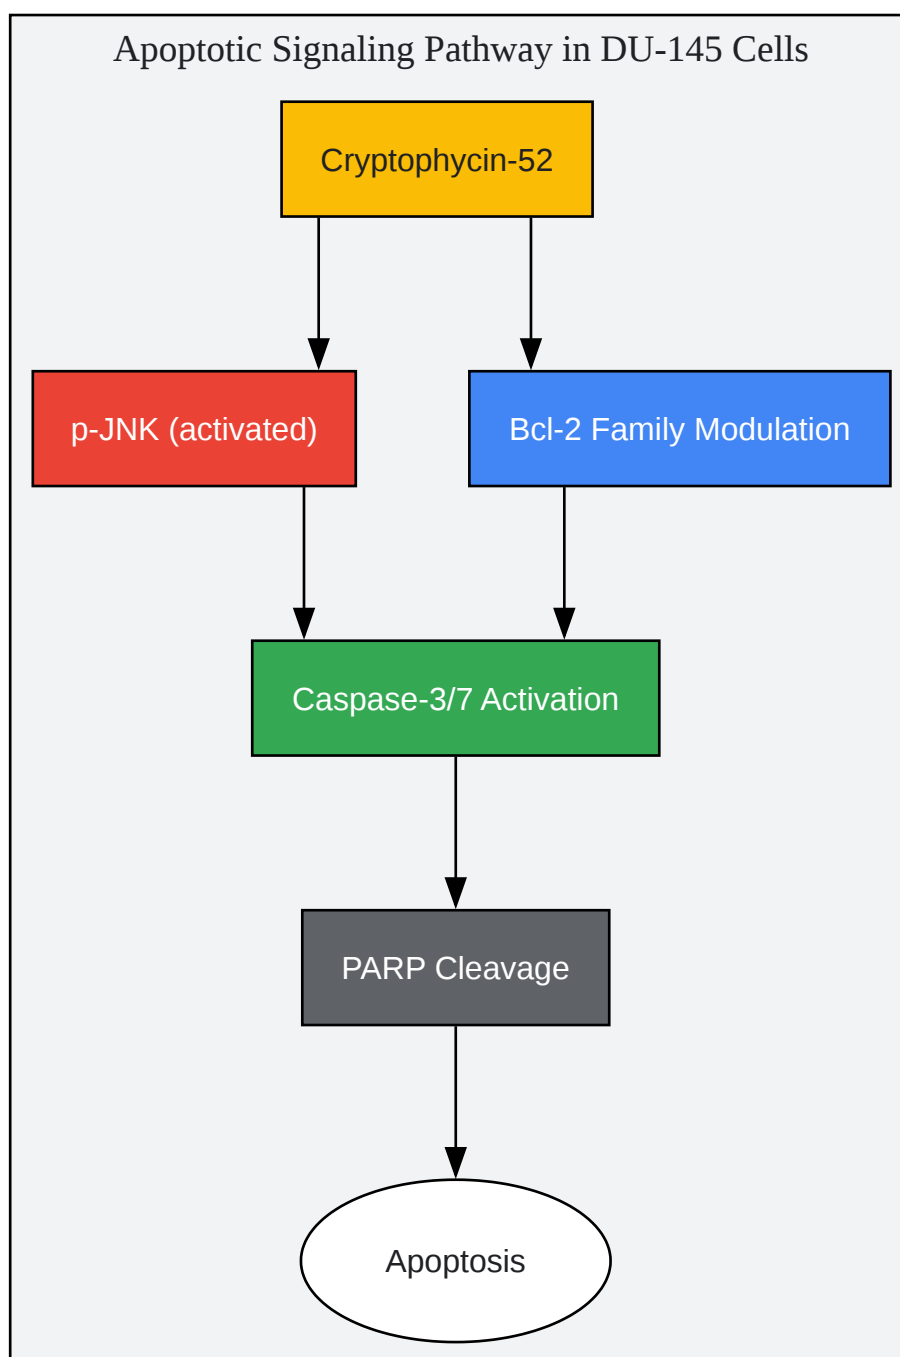 Apoptotic Signaling Pathway in DU-145 Cells
Cryptophycin-52
p-JNK (activated)
Bcl-2 Family Modulation
Caspase-3/7 Activation
PARP Cleavage
Apoptosis